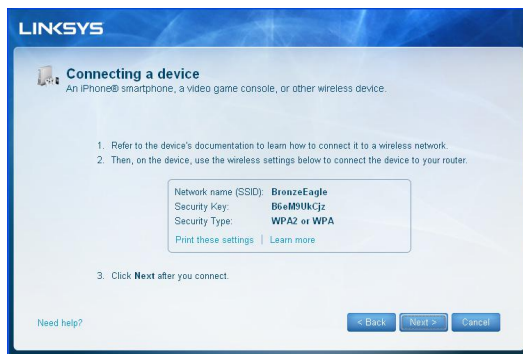 LINKSYS
Connecting a device
An iPhone® smartphone, a video game console, or other wireless device.
1. Refer to the device's documentation to learn how to connect it to a wireless network.
2. Then, on the device, use the wireless settings below to connect the device to your router.
Network name (SSID): BronzeEagle
Security Key: B6eM9UkCjz
Security Type: WPA2 or WPA
Print these settings | Learn more
3. Click Next after you connect.
Need help?
< Back Next > Cancel